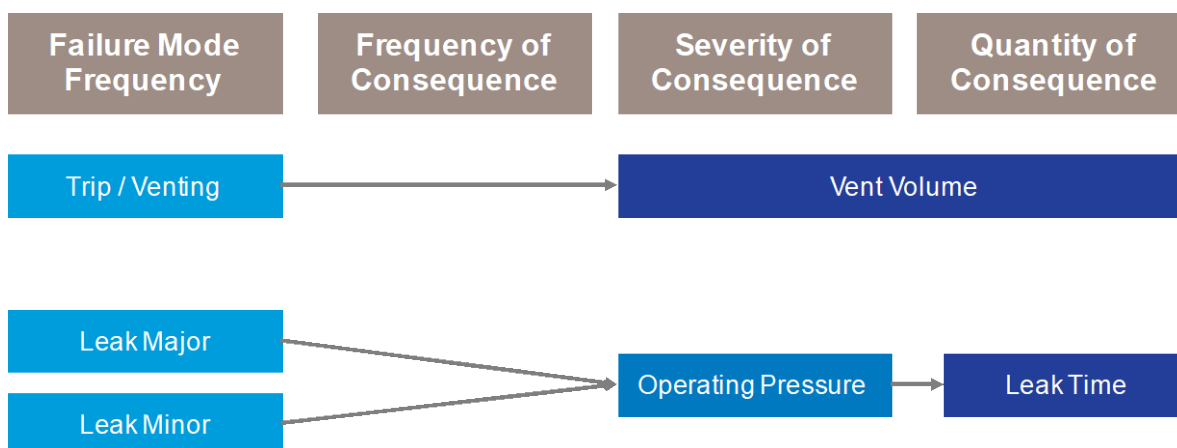 Failure Mode
Frequency
Frequency of
Consequence
Severity of
Consequence
Quantity of
Consequence
Trip / Venting
Vent Volume
Leak Major
Operating Pressure
Leak Time
Leak Minor